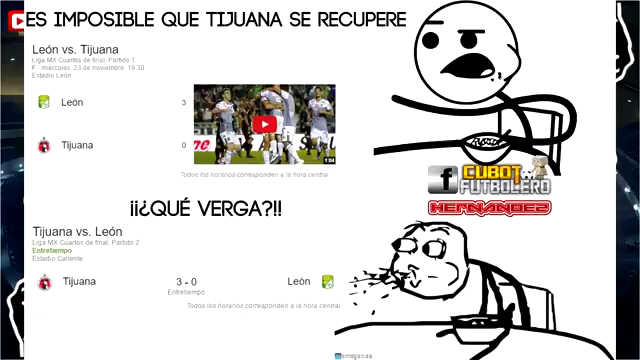 ES IMPOSIBLE QUE TIJUANA SE RECUPERE
León vs. Tijuana
Liga MX Cuartos de final. Partido 1
F · miércoles, 23 de noviembre, 19:30
Estadio León
León 3
Tijuana 0
1:04
Todos los horarios corresponden a la hora central
CUBOT
f FUTBOLERO
HERNANDEZ
¡¡¿QUÉ VERGA?!!
Tijuana vs. León
Liga MX Cuartos de final. Partido 2
Entretiempo
Estadio Caliente
Tijuana 3 - 0 León
Entretiempo
Todos los horarios corresponden a la hora central